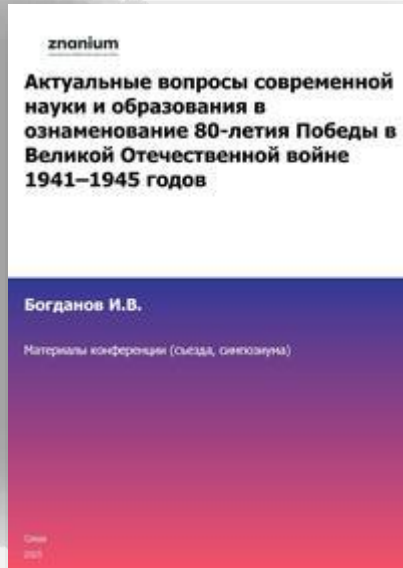 znanium
Актуальные вопросы современной
науки и образования в
ознаменование 80-летия Победы в
Великой Отечественной войне
1941–1945 годов
Богданов И.В.
Материалы конференции (съезда, симпозиума)